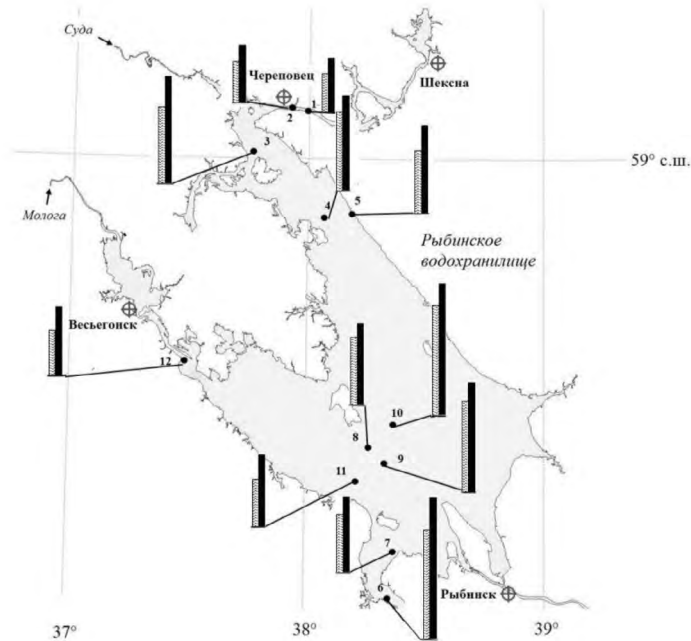 Суда
Череповец
Шексна
2
1
3
59° с.ш.
Молога
4
5
Рыбинское
водохранилище
Весьегонск
12
10
8
9
11
7
6
Рыбинск
37°
38°
39°